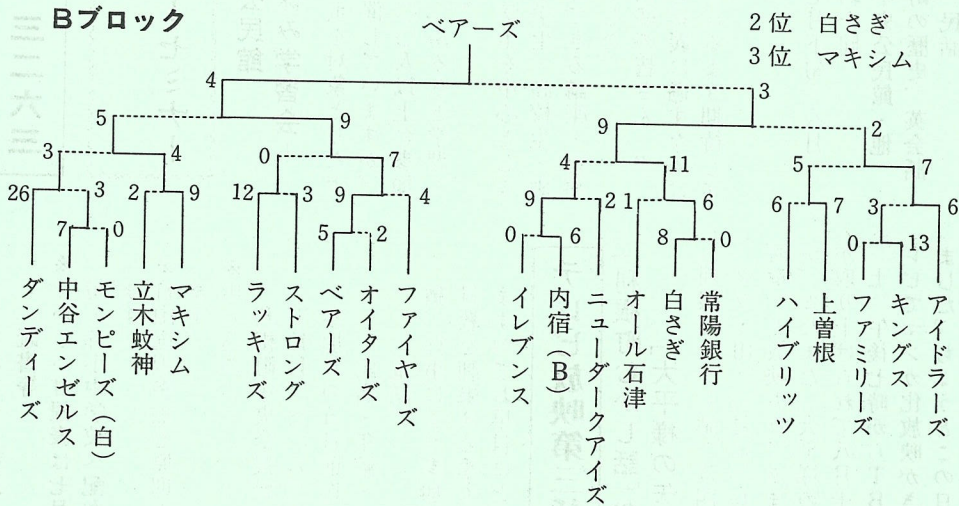 Bブロック
ベアーズ
2位 白さぎ
3位 マキシム
4 3
5 9 9 2
3 4 0 7 4 11 5 7
26 3 2 9 12 3 9 4 9 2 1 6 6 7 3 6
7 0 5 2 0 6 8 0 0 13
ダンディーズ
中谷エンゼルス
モンピーズ（白）
立木蚊神
マキシム
ラッキーズ
ストロング
ベアーズ
オイターズ
ファイヤーズ
イレブンス
内宿（B）
ニューダークアイズ
オール石津
白さぎ
常陽銀行
ハイブリッツ
上曽根
ファミリーズ
キングス
アイドラーズ